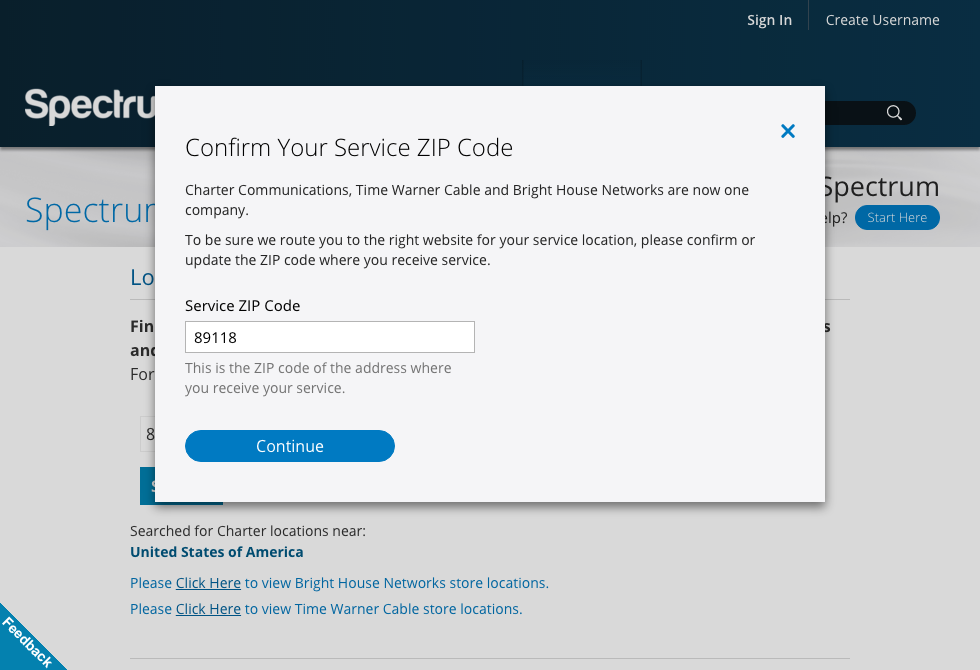 Sign In
Create Username
Spectru
Confirm Your Service ZIP Code
Charter Communications, Time Warner Cable and Bright House Networks are now one
company.
To be sure we route you to the right website for your service location, please confirm or
update the ZIP code where you receive service.
Service ZIP Code
89118
This is the ZIP code of the address where
you receive your service.
Continue
Spectrum
elp?
Start Here
Spectrum
Lo
Fin
s
and
For
8
S
Searched for Charter locations near:
United States of America
Please Click Here to view Bright House Networks store locations.
Please Click Here to view Time Warner Cable store locations.
Feedback